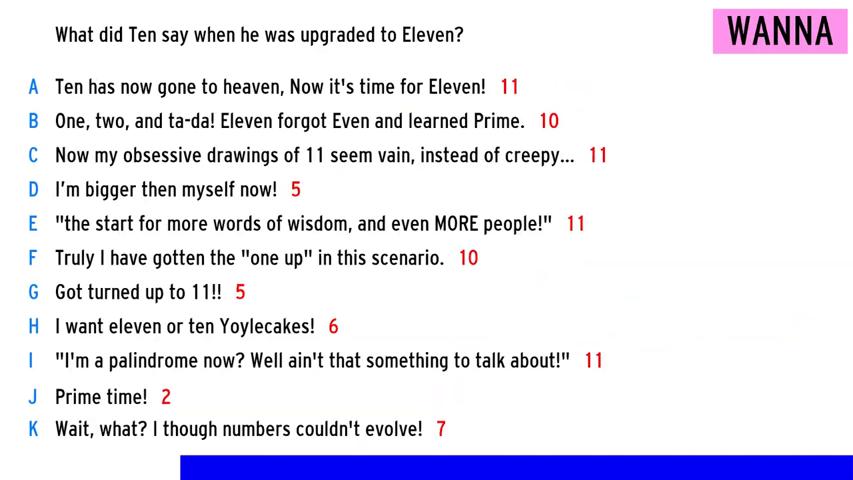 What did Ten say when he was upgraded to Eleven?
WANNA
A Ten has now gone to heaven, Now it's time for Eleven! 11
B One, two, and ta-da! Eleven forgot Even and learned Prime. 10
C Now my obsessive drawings of 11 seem vain, instead of creepy... 11
D I'm bigger then myself now! 5
E "the start for more words of wisdom, and even MORE people!" 11
F Truly I have gotten the "one up" in this scenario. 10
G Got turned up to 11!! 5
H I want eleven or ten Yoylecakes! 6
I "I'm a palindrome now? Well ain't that something to talk about!" 11
J Prime time! 2
K Wait, what? I though numbers couldn't evolve! 7